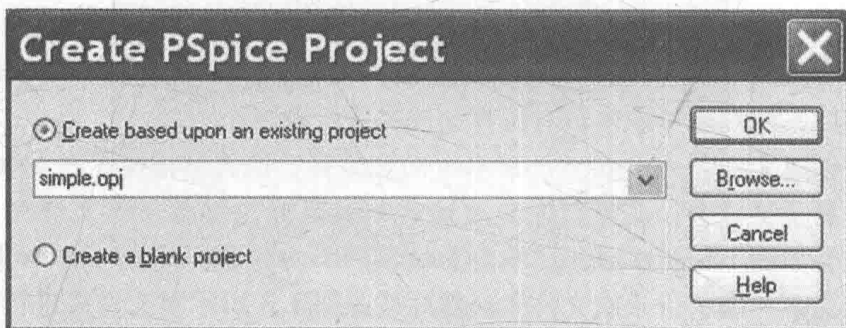 Create PSpice Project
Create based upon an existing project
OK
simple.opj
Browse...
Create a blank project
Cancel
Help